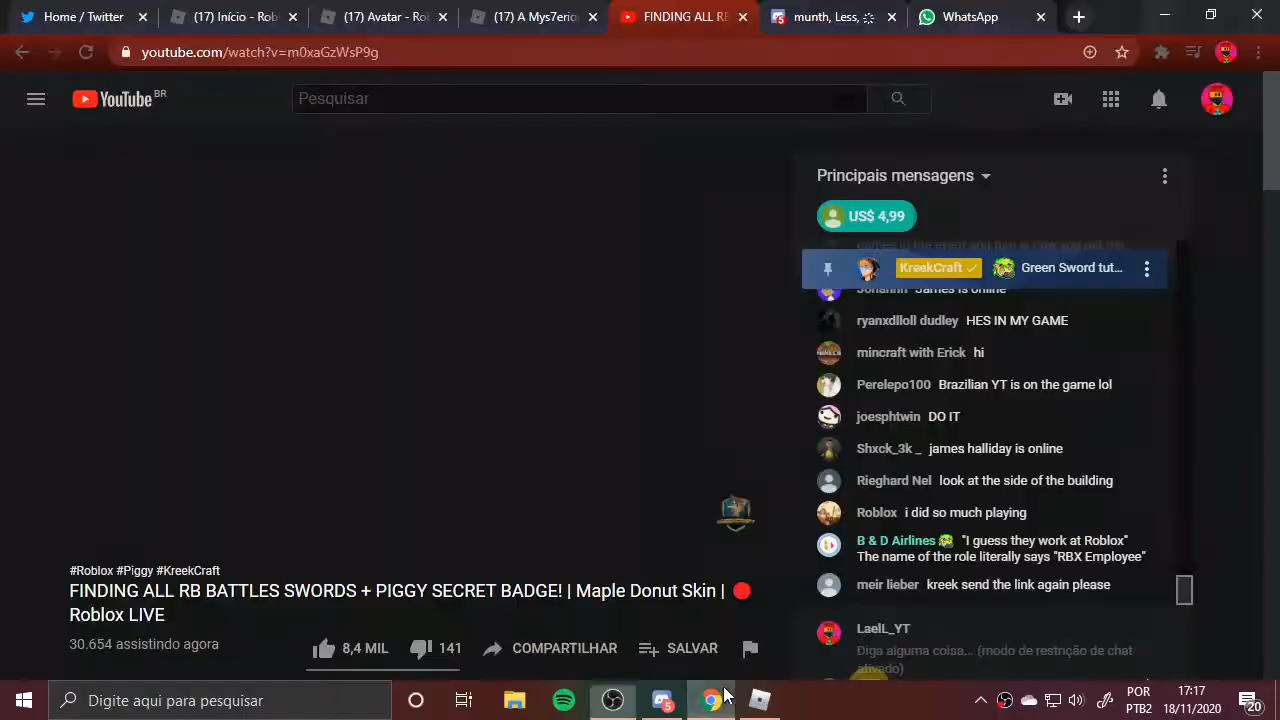 Home / Twitter
(17) Início - Rob
(17) Avatar - Ro
(17) A Mys7erio
FINDING ALL RB
munth, Less,
WhatsApp
youtube.com/watch?v=m0xaGzWsP9g
YouTube BR
Pesquisar
Principais mensagens
US$ 4,99
KreekCraft Green Sword tut...
Johannn James is online
ryanxdlloll dudley HES IN MY GAME
mincraft with Erick hi
Perelepo100 Brazilian YT is on the game lol
joesphtwin DO IT
Shxck_3k _ james halliday is online
Rieghard Nel look at the side of the building
Roblox i did so much playing
B & D Airlines "I guess they work at Roblox"
The name of the role literally says "RBX Employee"
meir lieber kreek send the link again please
LaelL_YT
Diga alguma coisa... (modo de restrição de chat
ativado)
#Roblox #Piggy #KreekCraft
FINDING ALL RB BATTLES SWORDS + PIGGY SECRET BADGE! | Maple Donut Skin |
Roblox LIVE
30.654 assistindo agora
8,4 MIL
141
COMPARTILHAR
SALVAR
Digite aqui para pesquisar
5
POR
PTB2
17:17
18/11/2020
20